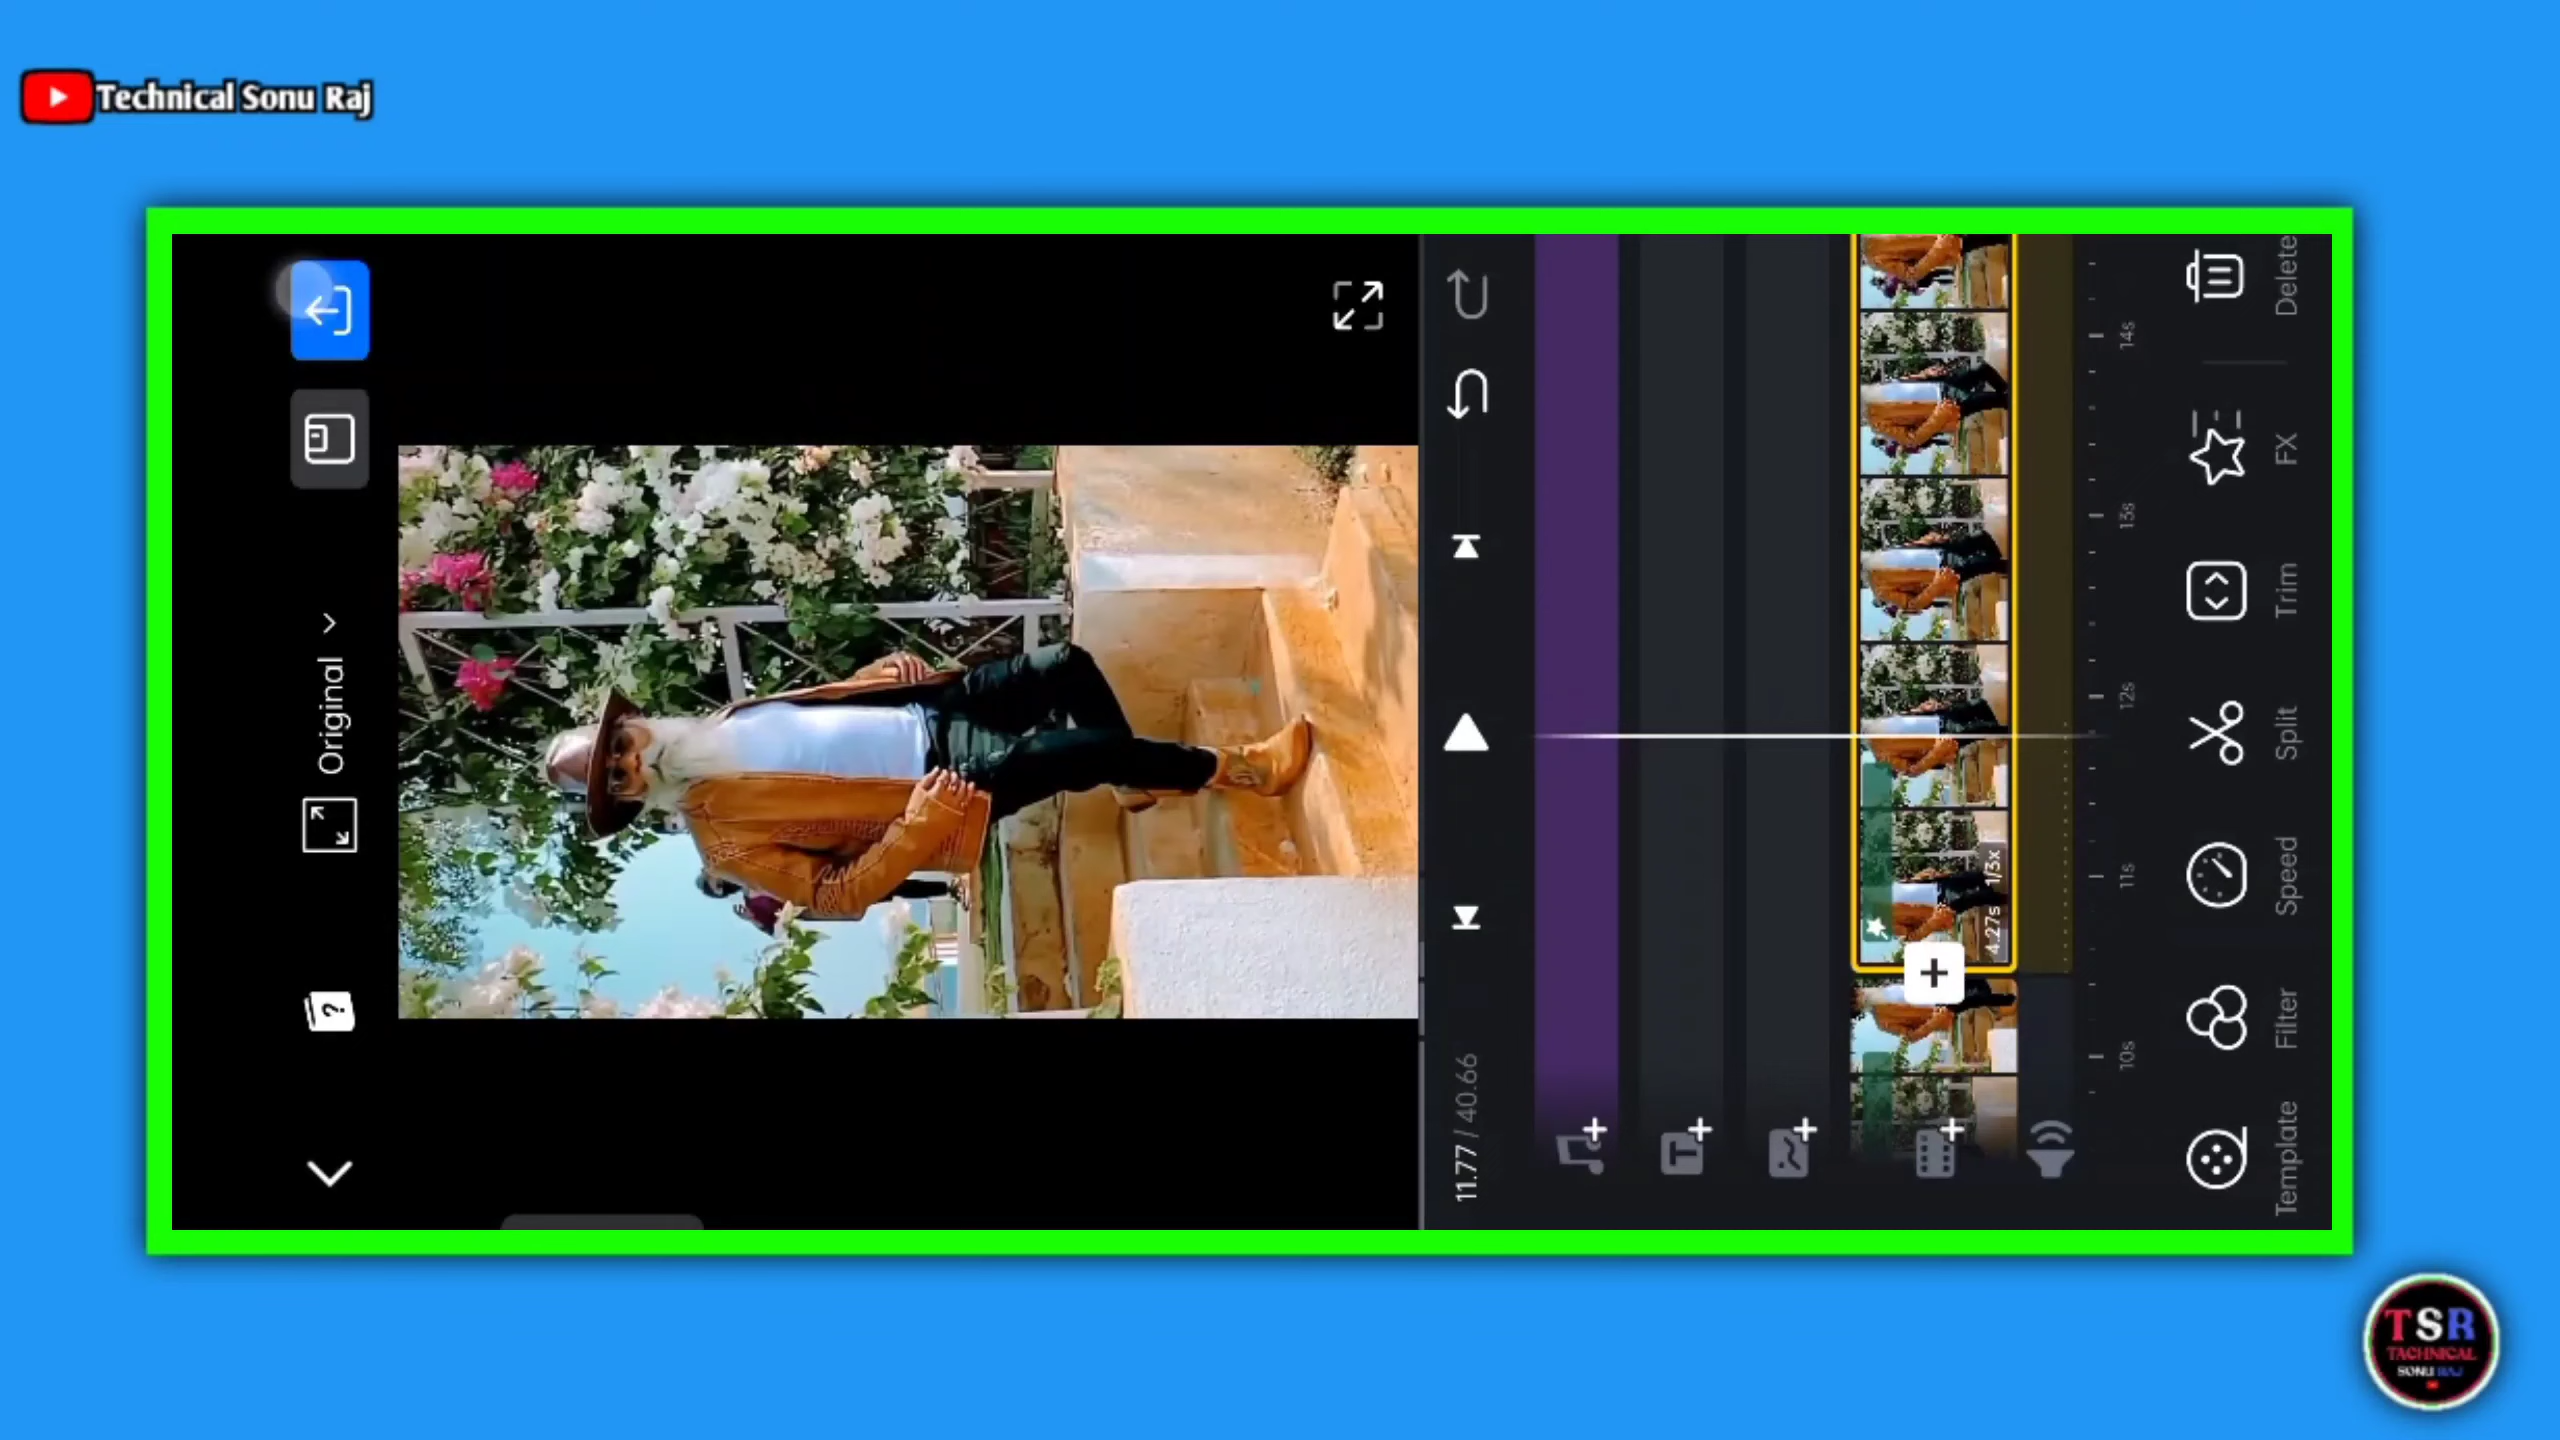 Technical Sonu Raj
Original
?
11.77 / 40.66
4.27s 1/3x
10s
11s
12s
13s
14s
Template
Filter
Speed
Split
Trim
FX
Delete
TSR
TACHNICAL
SONU RAJ